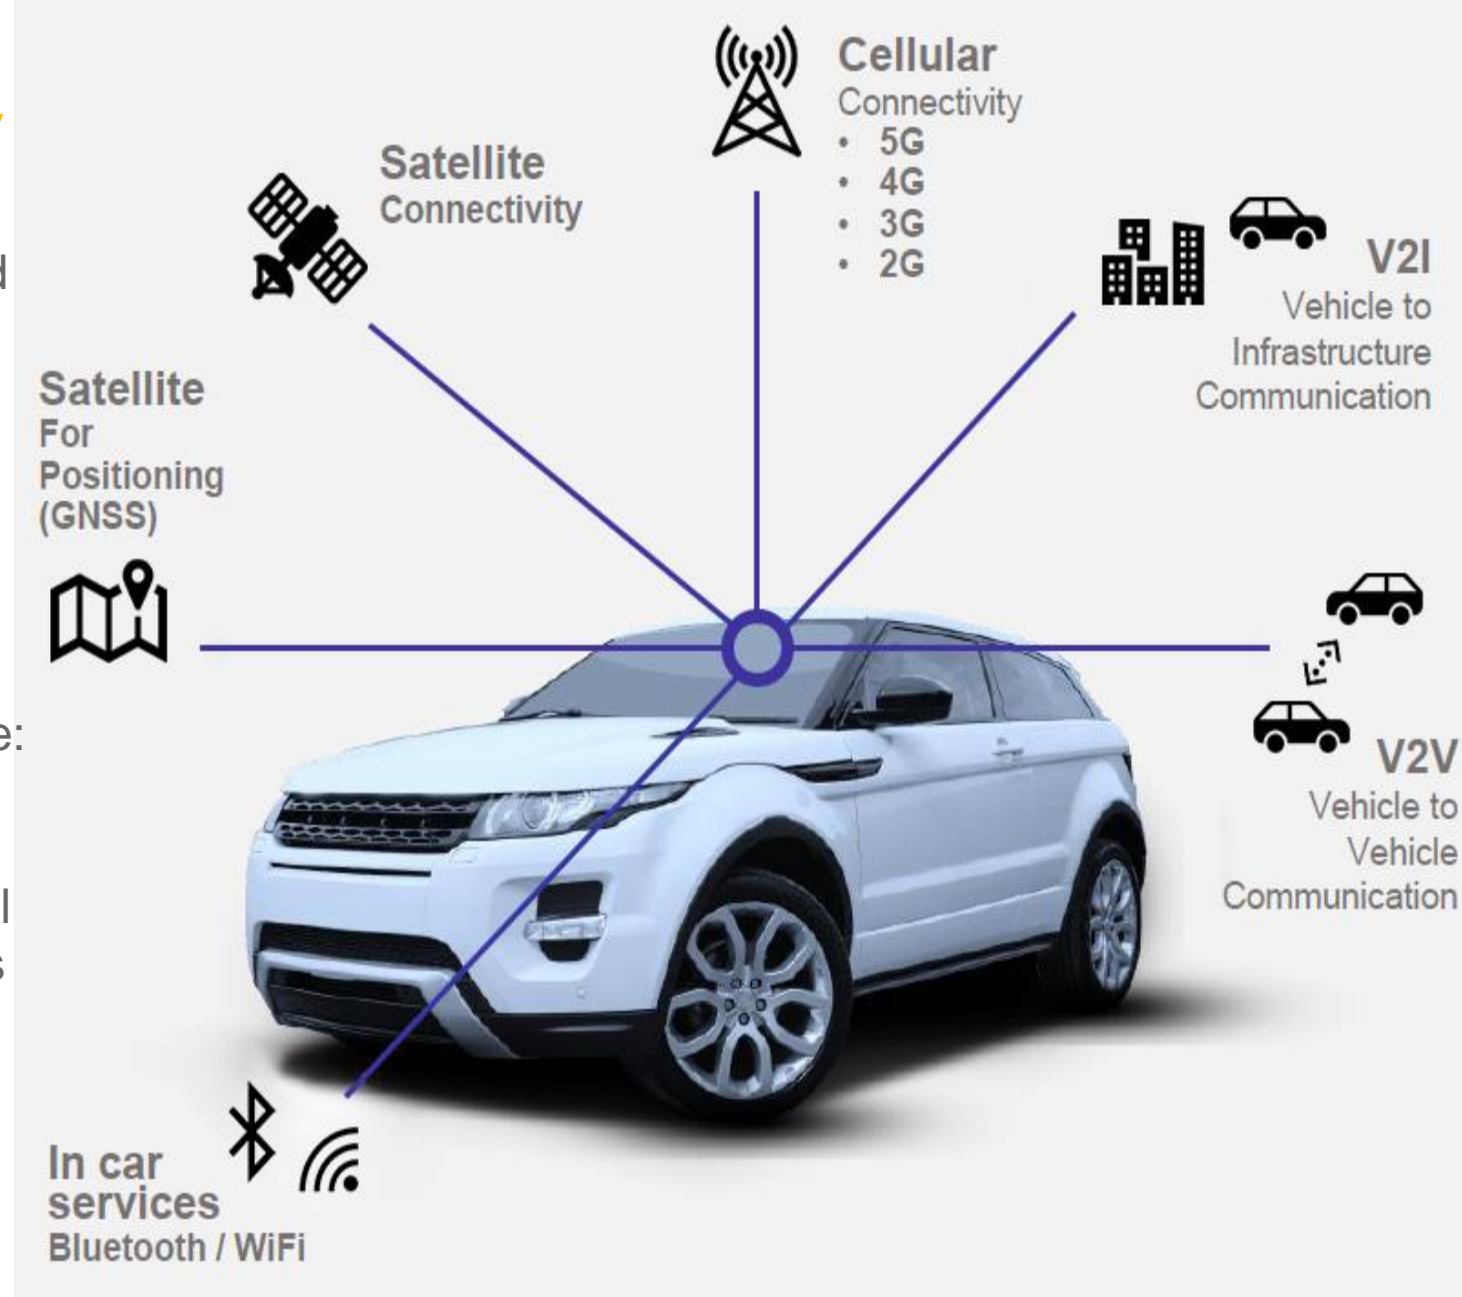 Cellular
Connectivity
• 5G
• 4G
• 3G
• 2G
Satellite
Connectivity
V2I
Vehicle to
Infrastructure
Communication
Satellite
For
Positioning
(GNSS)
V2V
Vehicle to
Vehicle
Communication
In car
services
Bluetooth / WiFi